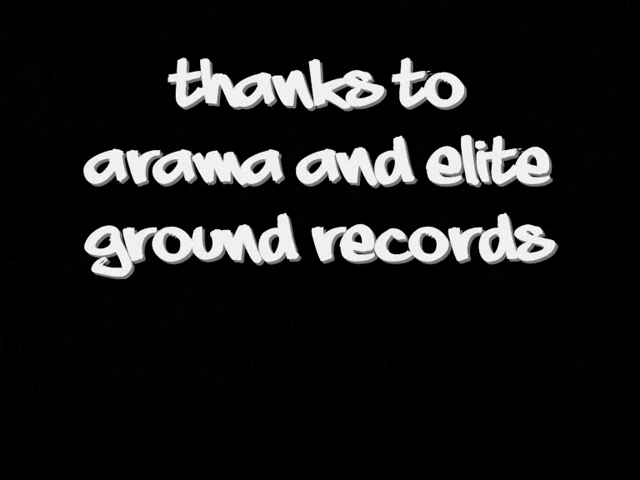 thanks to
arama and elite
ground records